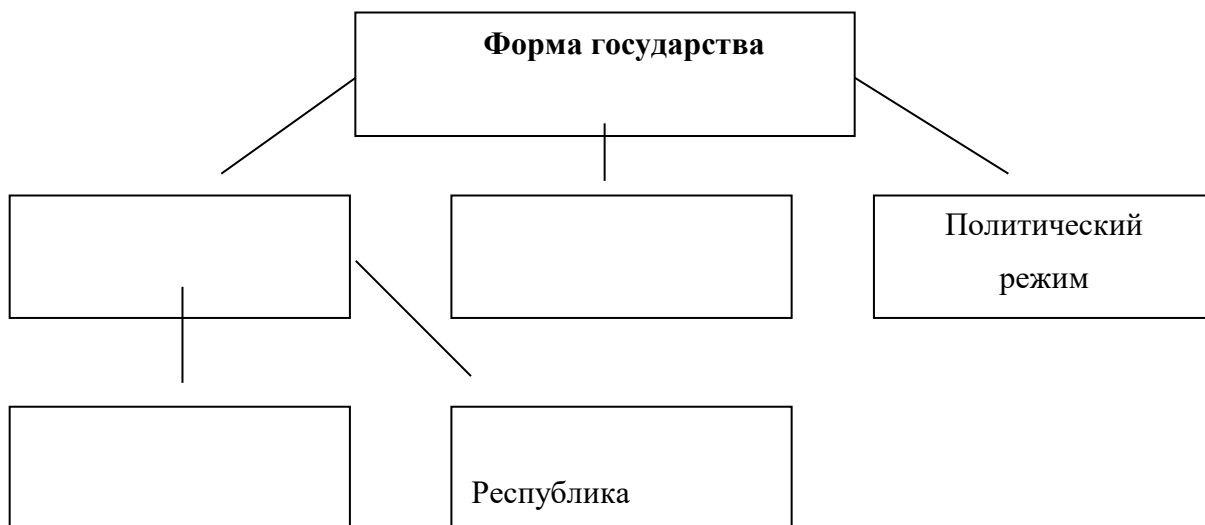 Форма государства
Политический
режим
Республика